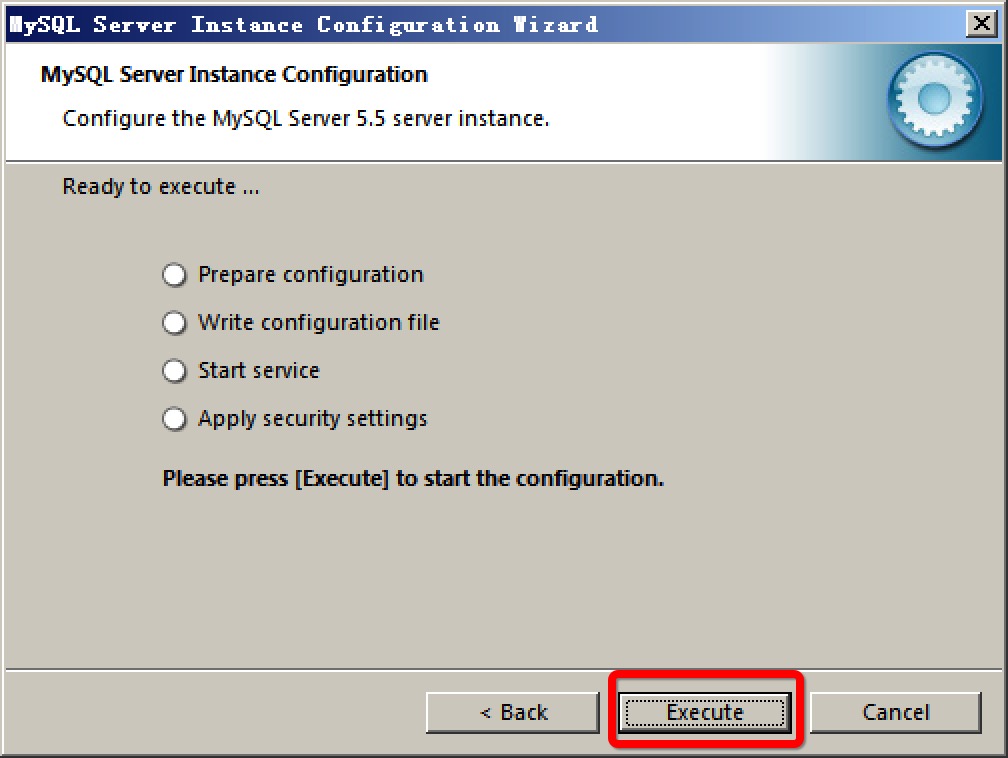 MySQL Server Instance Configuration Wizard
MySQL Server Instance Configuration
Configure the MySQL Server 5.5 server instance.
Ready to execute ...
Prepare configuration
Write configuration file
Start service
Apply security settings
Please press [Execute] to start the configuration.
< Back Execute Cancel